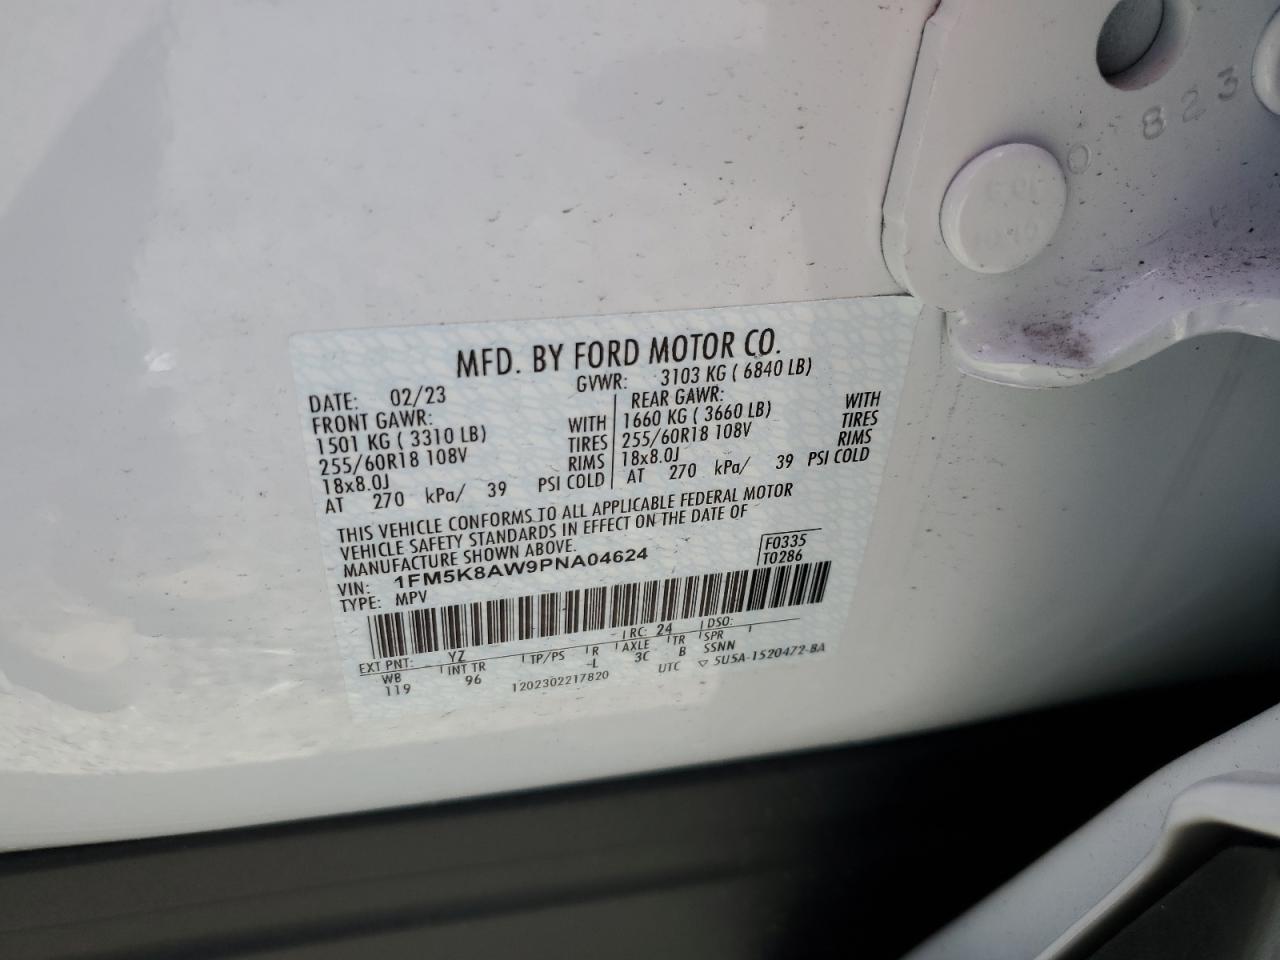 823
0
MFD. BY FORD MOTOR CO.
DATE: 02/23 GVWR: 3103 KG ( 6840 LB)
FRONT GAWR: REAR GAWR:
1501 KG ( 3310 LB) WITH 1660 KG ( 3660 LB) WITH
255/60R18 108V TIRES 255/60R18 108V TIRES
18x8.0J RIMS 18x8.0J RIMS
AT 270 kPa/ 39 PSI COLD AT 270 kPa/ 39 PSI COLD
THIS VEHICLE CONFORMS TO ALL APPLICABLE FEDERAL MOTOR
VEHICLE SAFETY STANDARDS IN EFFECT ON THE DATE OF
MANUFACTURE SHOWN ABOVE.
VIN: 1FM5K8AW9PNA04624 F0335
TYPE: MPV T0286
EXT PNT: YZ RC: 24 DSO:
WB INT TR TP/PS R AXLE TR SPR
119 96 -L 3C B SSNN
1202302217820 UTC ▽ 5U5A-1520472-BA